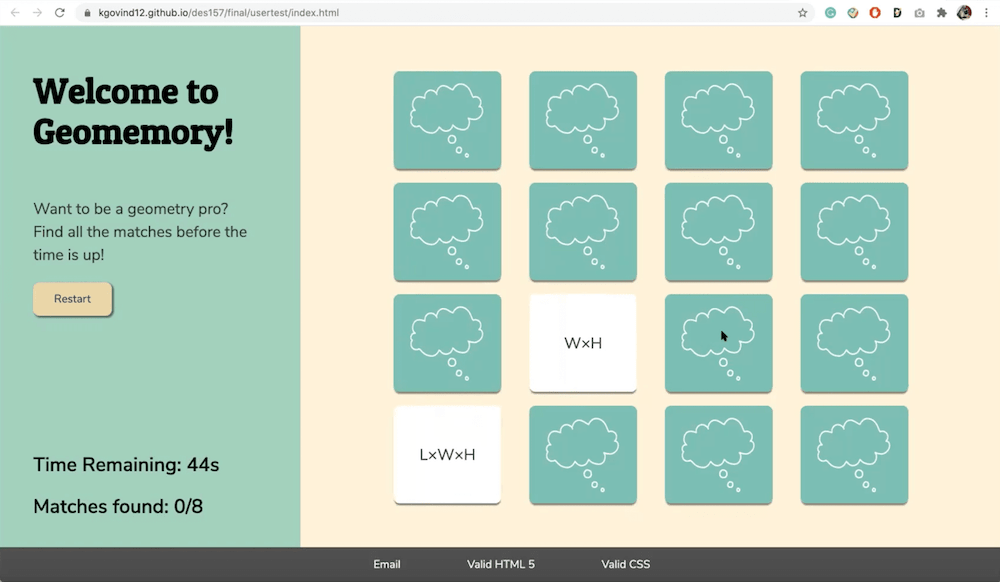 kgovind12.github.io/des157/final/usertest/index.html
Welcome to
Geomemory!
Want to be a geometry pro?
Find all the matches before the
time is up!
Restart
W×H
L×W×H
Time Remaining: 44s
Matches found: 0/8
Email Valid HTML 5 Valid CSS